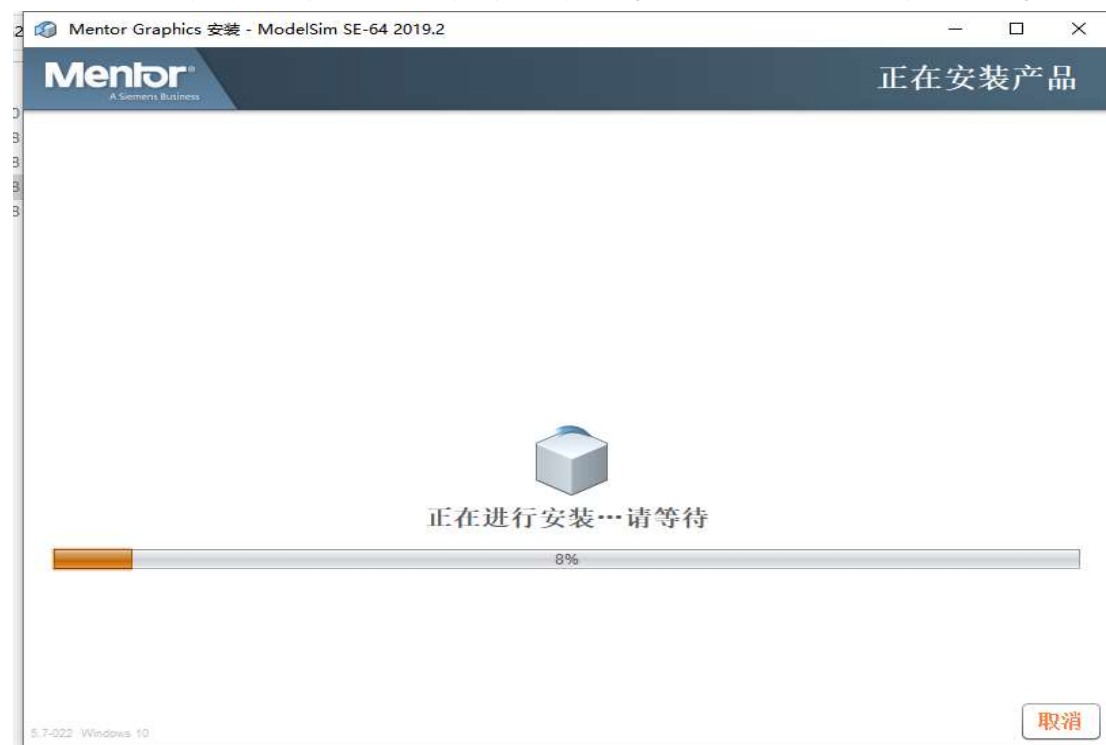 Mentor Graphics 安装 - ModelSim SE-64 2019.2
Mentor®
A Siemens Business
正在安装产品
正在进行安装…请等待
8%
取消
5.7-022 Windows 10